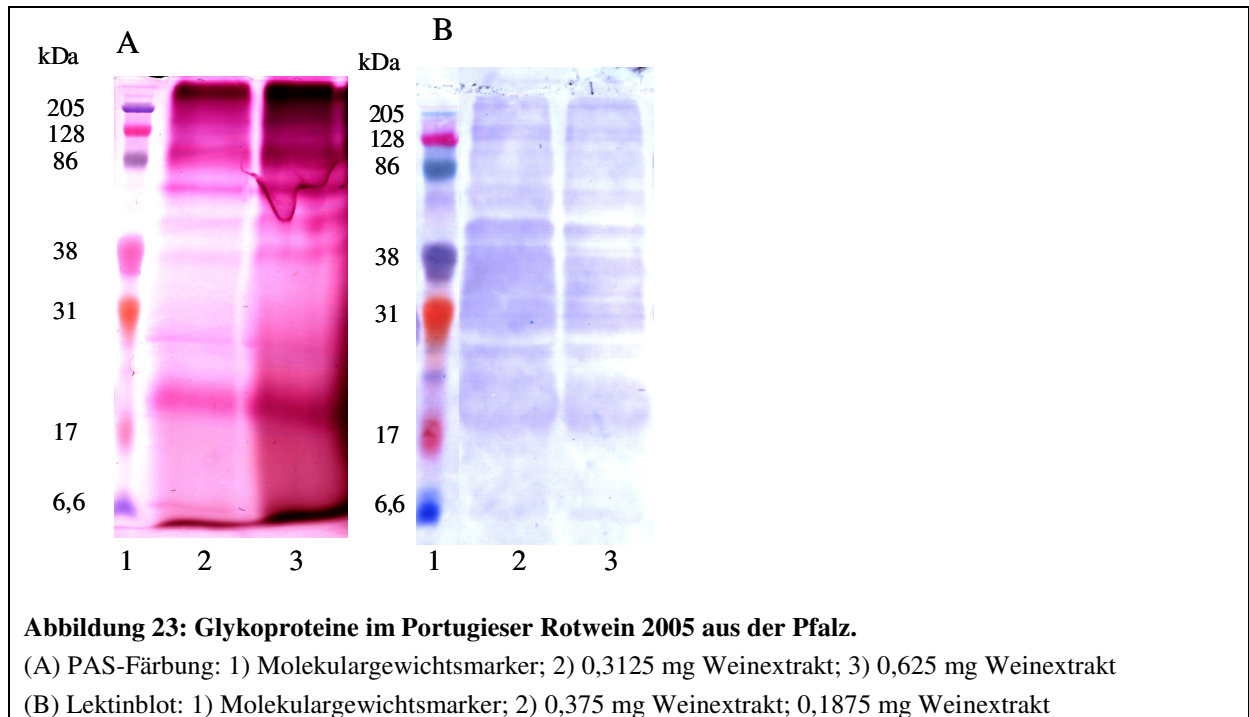 A
kDa
205
128
86
38
31
17
6,6
1 2 3
B
kDa
205
128
86
38
31
17
6,6
1 2 3
Abbildung 23: Glykoproteine im Portugieser Rotwein 2005 aus der Pfalz.
(A) PAS-Färbung: 1) Molekulargewichtsmarker; 2) 0,3125 mg Weinextrakt; 3) 0,625 mg Weinextrakt
(B) Lektinblot: 1) Molekulargewichtsmarker; 2) 0,375 mg Weinextrakt; 0,1875 mg Weinextrakt